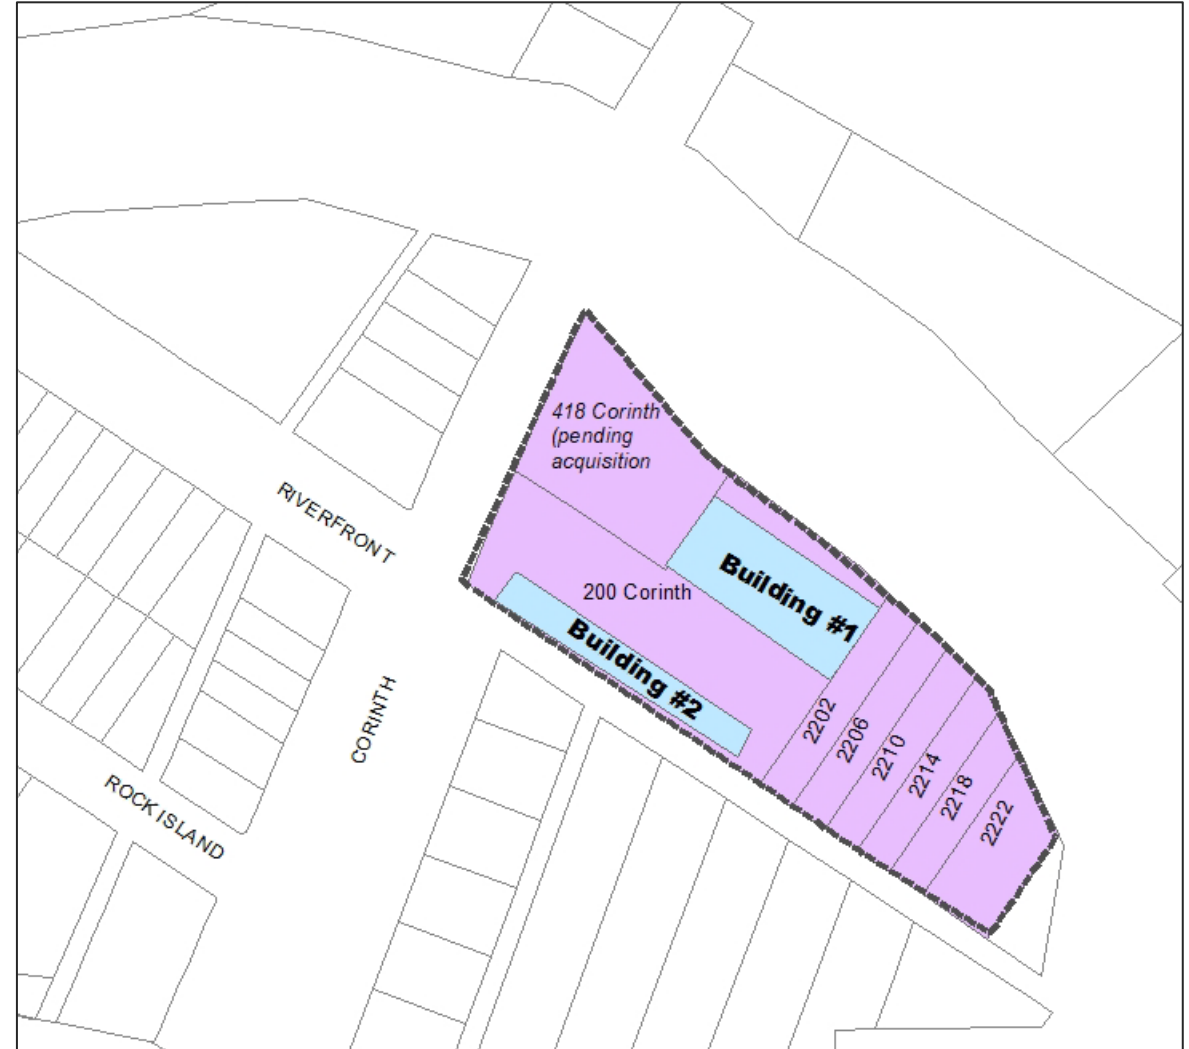 418 Corinth
(pending
acquisition
RIVERFRONT
Building #1
200 Corinth
Building #2
CORINTH
2202
2206
2210
2214
2218
2222
ROCK ISLAND